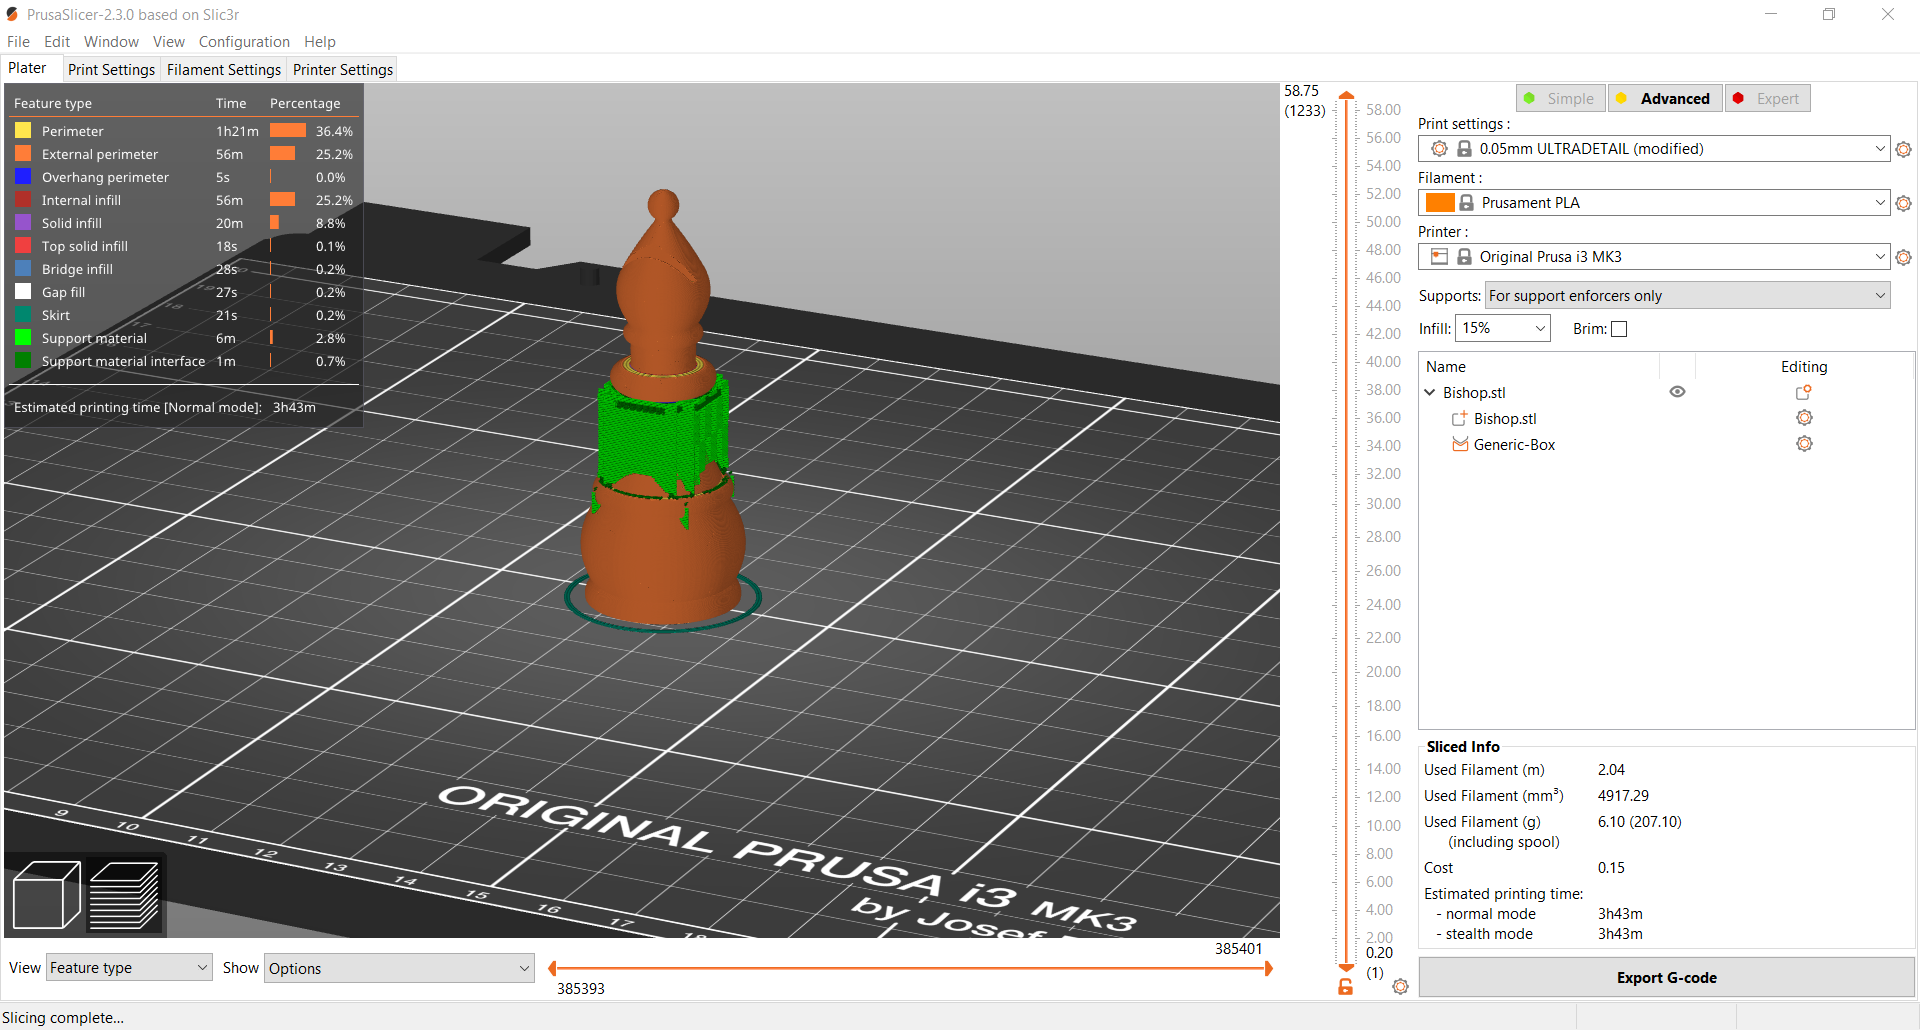 PrusaSlicer-2.3.0 based on Slic3r
File Edit Window View Configuration Help
Plater Print Settings Filament Settings Printer Settings
Feature type Time Percentage
Perimeter 1h21m 36.4%
External perimeter 56m 25.2%
Overhang perimeter 5s 0.0%
Internal infill 56m 25.2%
Solid infill 20m 8.8%
Top solid infill 18s 0.1%
Bridge infill 28s 0.2%
Gap fill 27s 0.2%
Skirt 21s 0.2%
Support material 6m 2.8%
Support material interface 1m 0.7%
Estimated printing time [Normal mode]: 3h43m
9 10 11 12 13 14 15 16 17 18
ORIGINAL PRUSA i3 MK3
by Josef
View Feature type Show Options
385401
385393
58.75
(1233)
58.00
56.00
54.00
52.00
50.00
48.00
46.00
44.00
42.00
40.00
38.00
36.00
34.00
32.00
30.00
28.00
26.00
24.00
22.00
20.00
18.00
16.00
14.00
12.00
10.00
8.00
6.00
4.00
2.00
0.20
(1)
Simple Advanced Expert
Print settings :
0.05mm ULTRADETAIL (modified)
Filament :
Prusament PLA
Printer :
Original Prusa i3 MK3
Supports: For support enforcers only
Infill: 15% Brim:
Name Editing
Bishop.stl
Bishop.stl
Generic-Box
Sliced Info
Used Filament (m) 2.04
Used Filament (mm³) 4917.29
Used Filament (g) 6.10 (207.10)
(including spool)
Cost 0.15
Estimated printing time:
- normal mode 3h43m
- stealth mode 3h43m
Export G-code
Slicing complete...